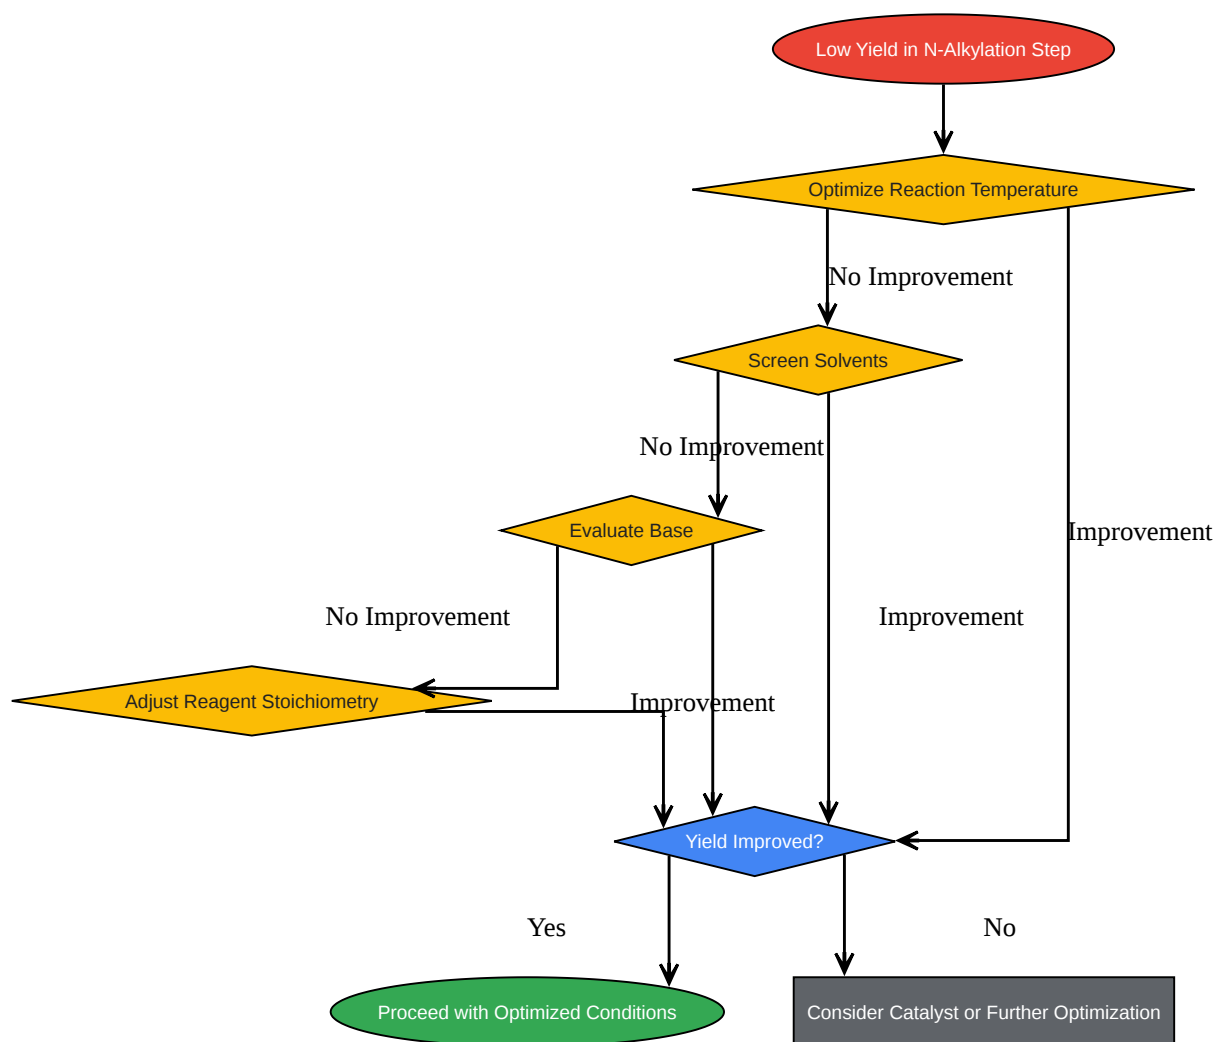 Low Yield in N-Alkylation Step
Optimize Reaction Temperature
No Improvement
Screen Solvents
No Improvement
Evaluate Base
Improvement
No Improvement
Improvement
Adjust Reagent Stoichiometry
Improvement
Yield Improved?
Yes
No
Proceed with Optimized Conditions
Consider Catalyst or Further Optimization